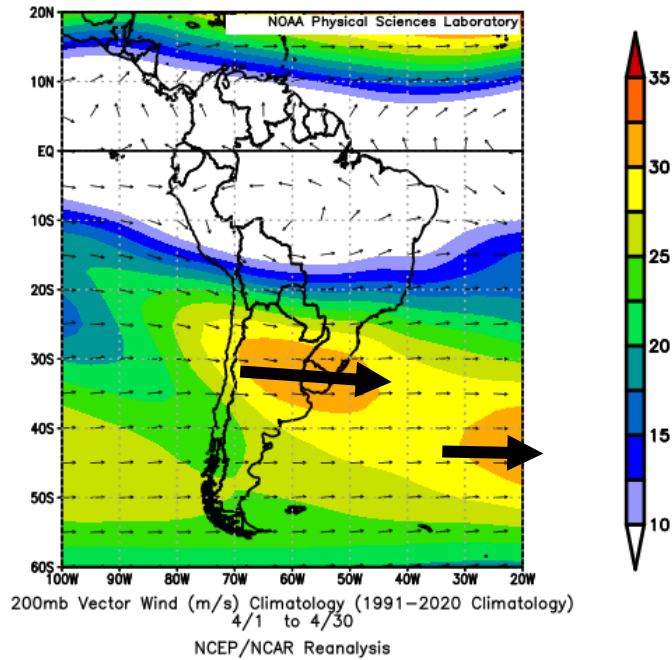 NOAA Physical Sciences Laboratory
20N
10N
EQ
10S
20S
30S
40S
50S
60S
100W 90W 80W 70W 60W 50W 40W 30W 20W
35
30
25
20
15
10
200mb Vector Wind (m/s) Climatology (1991-2020 Climatology)
4/1 to 4/30
NCEP/NCAR Reanalysis